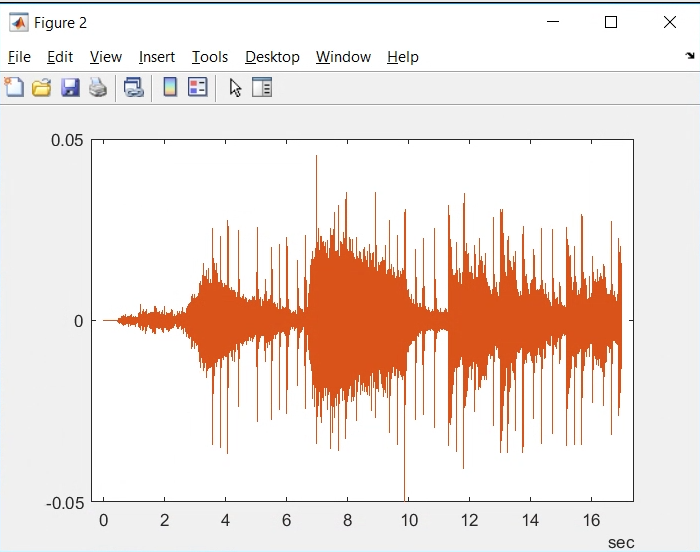 Figure 2
File Edit View Insert Tools Desktop Window Help
0.05
0
-0.05
0 2 4 6 8 10 12 14 16
sec